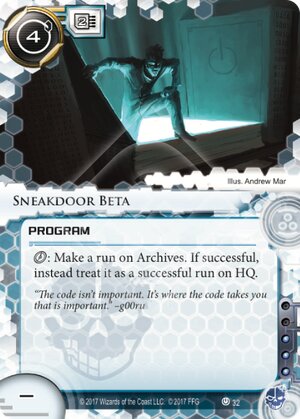 4
2
Illus. Andrew Mar
Sneakdoor Beta
PROGRAM
: Make a run on Archives. If successful,
instead treat it as a successful run on HQ.
“The code isn’t important. It’s where the code takes you
that is important.” –g00ru
–
© 2017 Wizards of the Coast LLC. © 2017 FFG
32